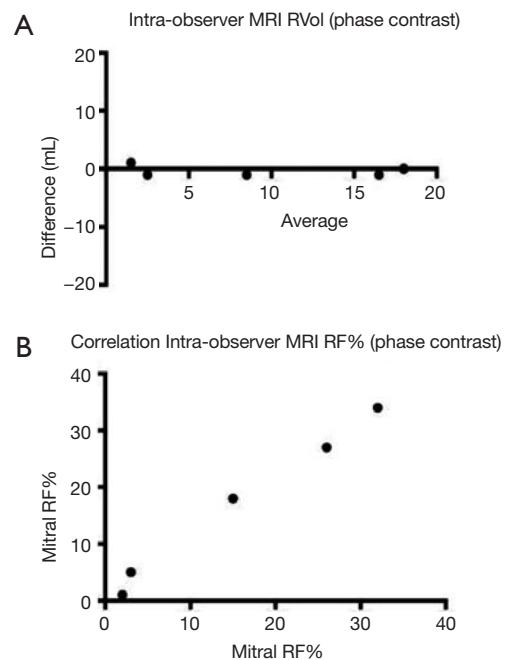 A
Intra-observer MRI RVol (phase contrast)
20
10
0
−10
−20
Difference (mL)
5
10
15
20
Average
B
Correlation Intra-observer MRI RF% (phase contrast)
40
30
20
10
0
Mitral RF%
0
10
20
30
40
Mitral RF%